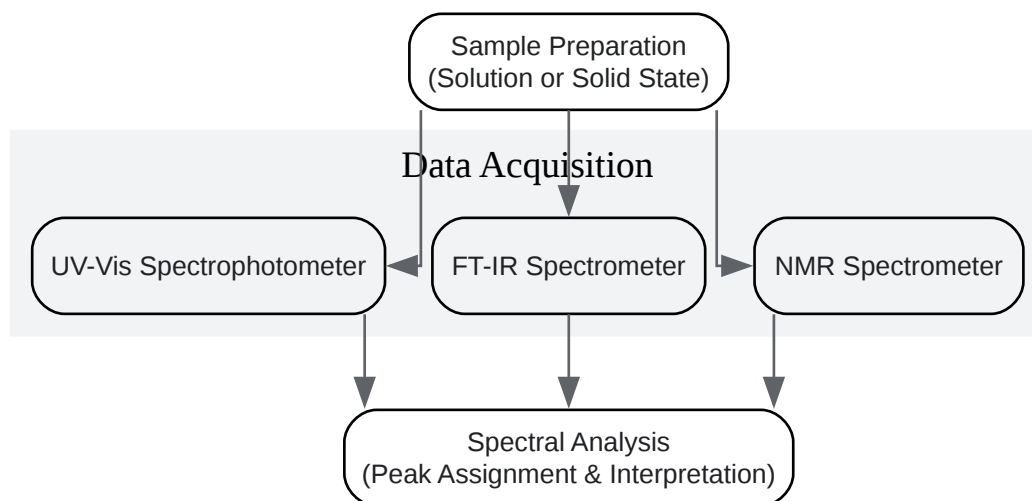 Sample Preparation
(Solution or Solid State)
Data Acquisition
UV-Vis Spectrophotometer
FT-IR Spectrometer
NMR Spectrometer
Spectral Analysis
(Peak Assignment & Interpretation)